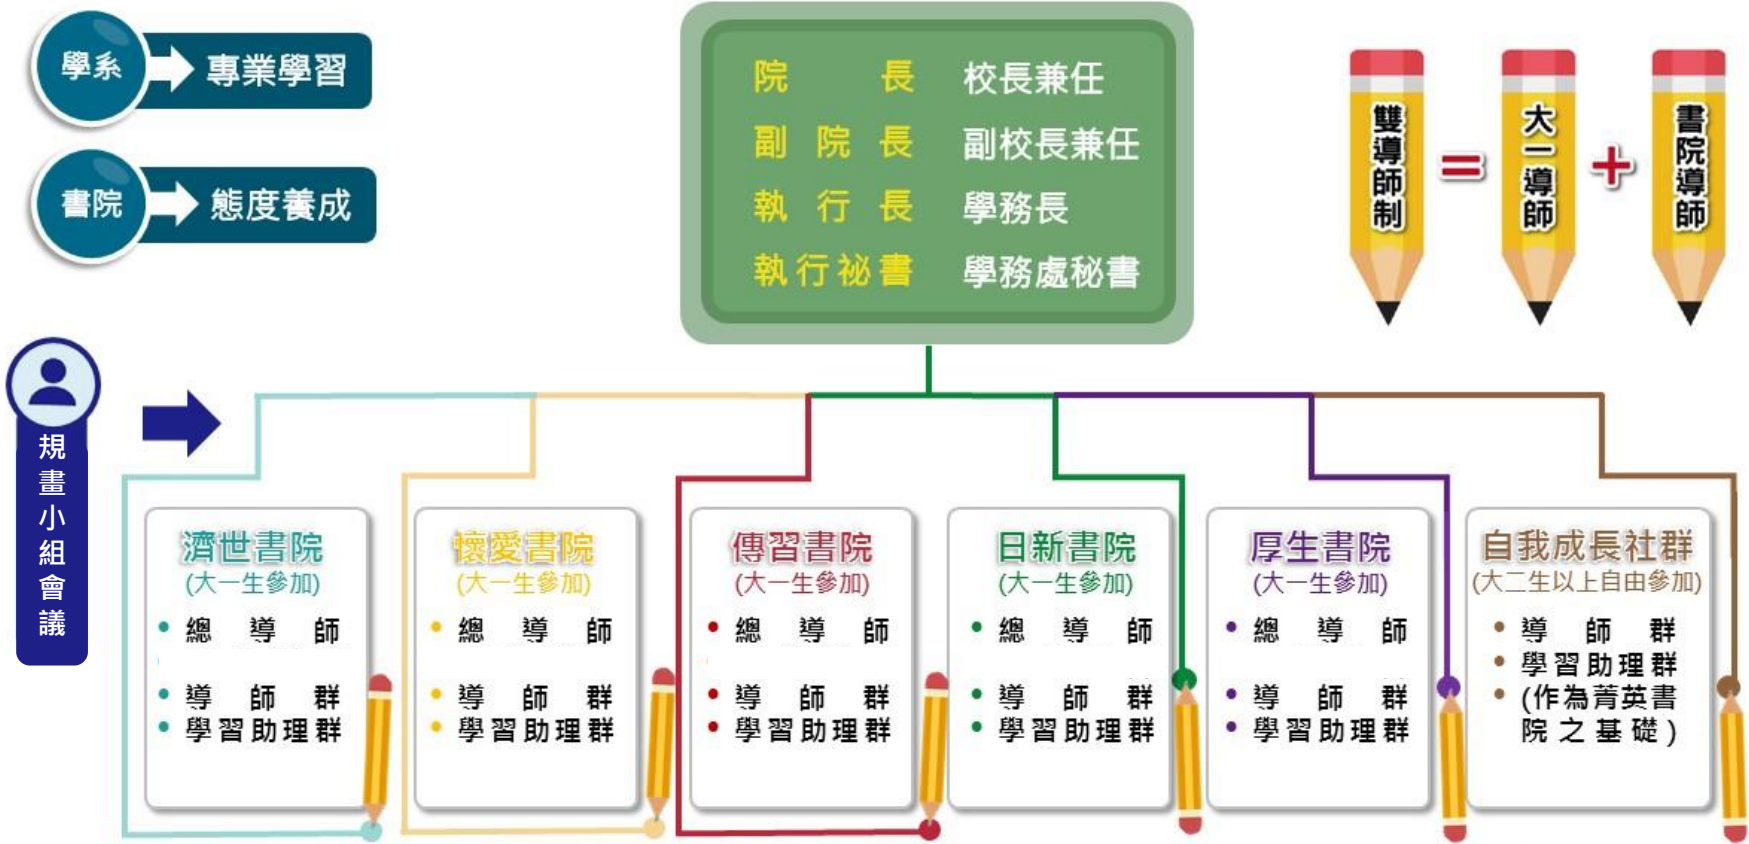 學系
專業學習
書院
態度養成
院長 校長兼任
副院長 副校長兼任
執行長 學務長
執行祕書 學務處秘書
雙導師制
=
大一導師
+
書院導師
規畫小組會議
濟世書院
(大一生參加)
• 總導師
• 導師群
• 學習助理群
懷愛書院
(大一生參加)
• 總導師
• 導師群
• 學習助理群
傳習書院
(大一生參加)
• 總導師
• 導師群
• 學習助理群
日新書院
(大一生參加)
• 總導師
• 導師群
• 學習助理群
厚生書院
(大一生參加)
• 總導師
• 導師群
• 學習助理群
自我成長社群
(大二生以上自由參加)
• 導師群
• 學習助理群
• (作為菁英書
院之基礎)